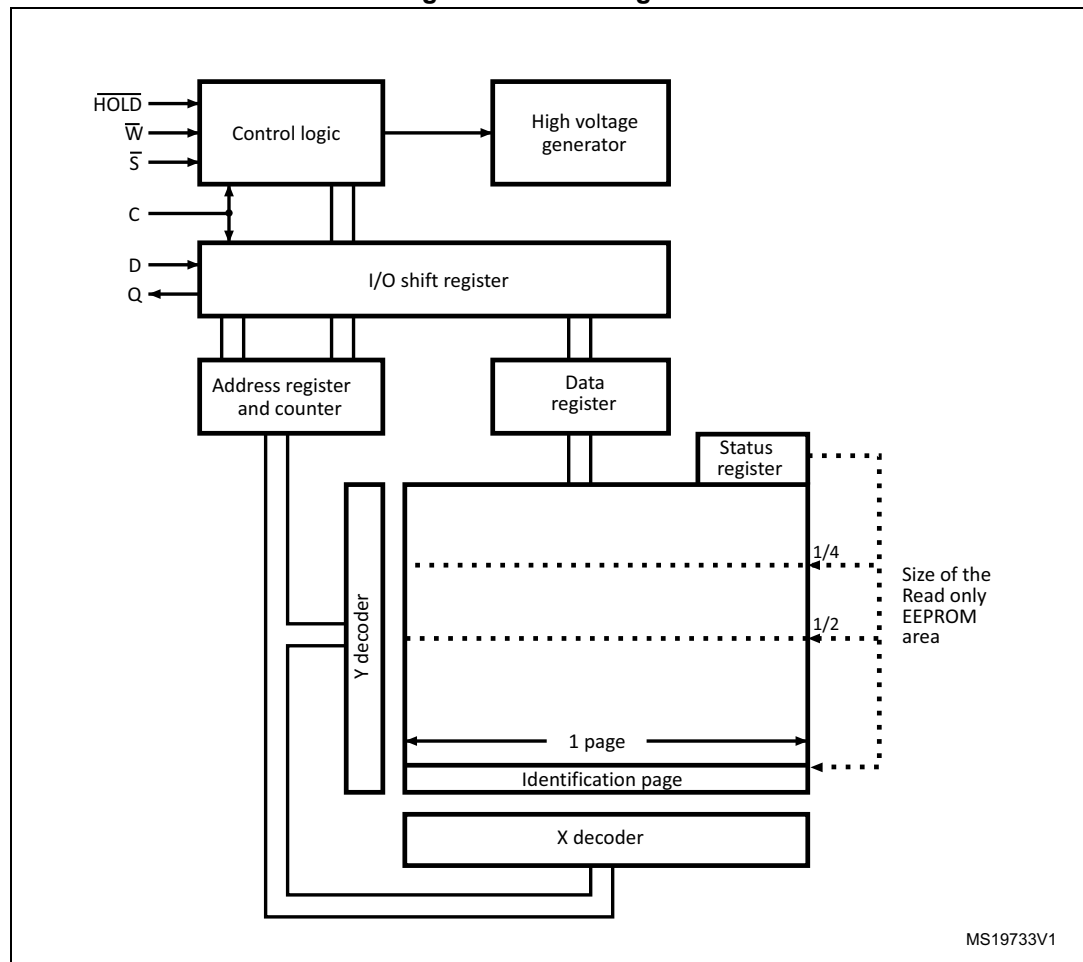 HOLD
W
S
C
D
Q
Control logic
High voltage
generator
I/O shift register
Address register
and counter
Data
register
Status
register
1/4
Size of the
Read only
EEPROM
area
1/2
Y decoder
1 page
Identification page
X decoder
MS19733V1